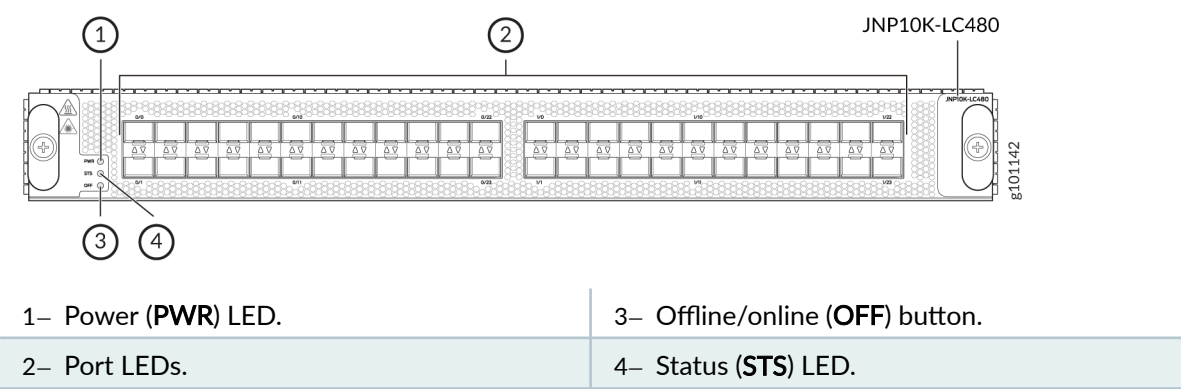 1
2
JNP10K-LC480
JNP10K-LC480
0/0 0/10 0/22 1/0 1/10 1/22
PWR
STS
OFF
0/1 0/11 0/23 1/1 1/11 1/23
g101142
3 4
1– Power (PWR) LED. 3– Offline/online (OFF) button.
2– Port LEDs. 4– Status (STS) LED.